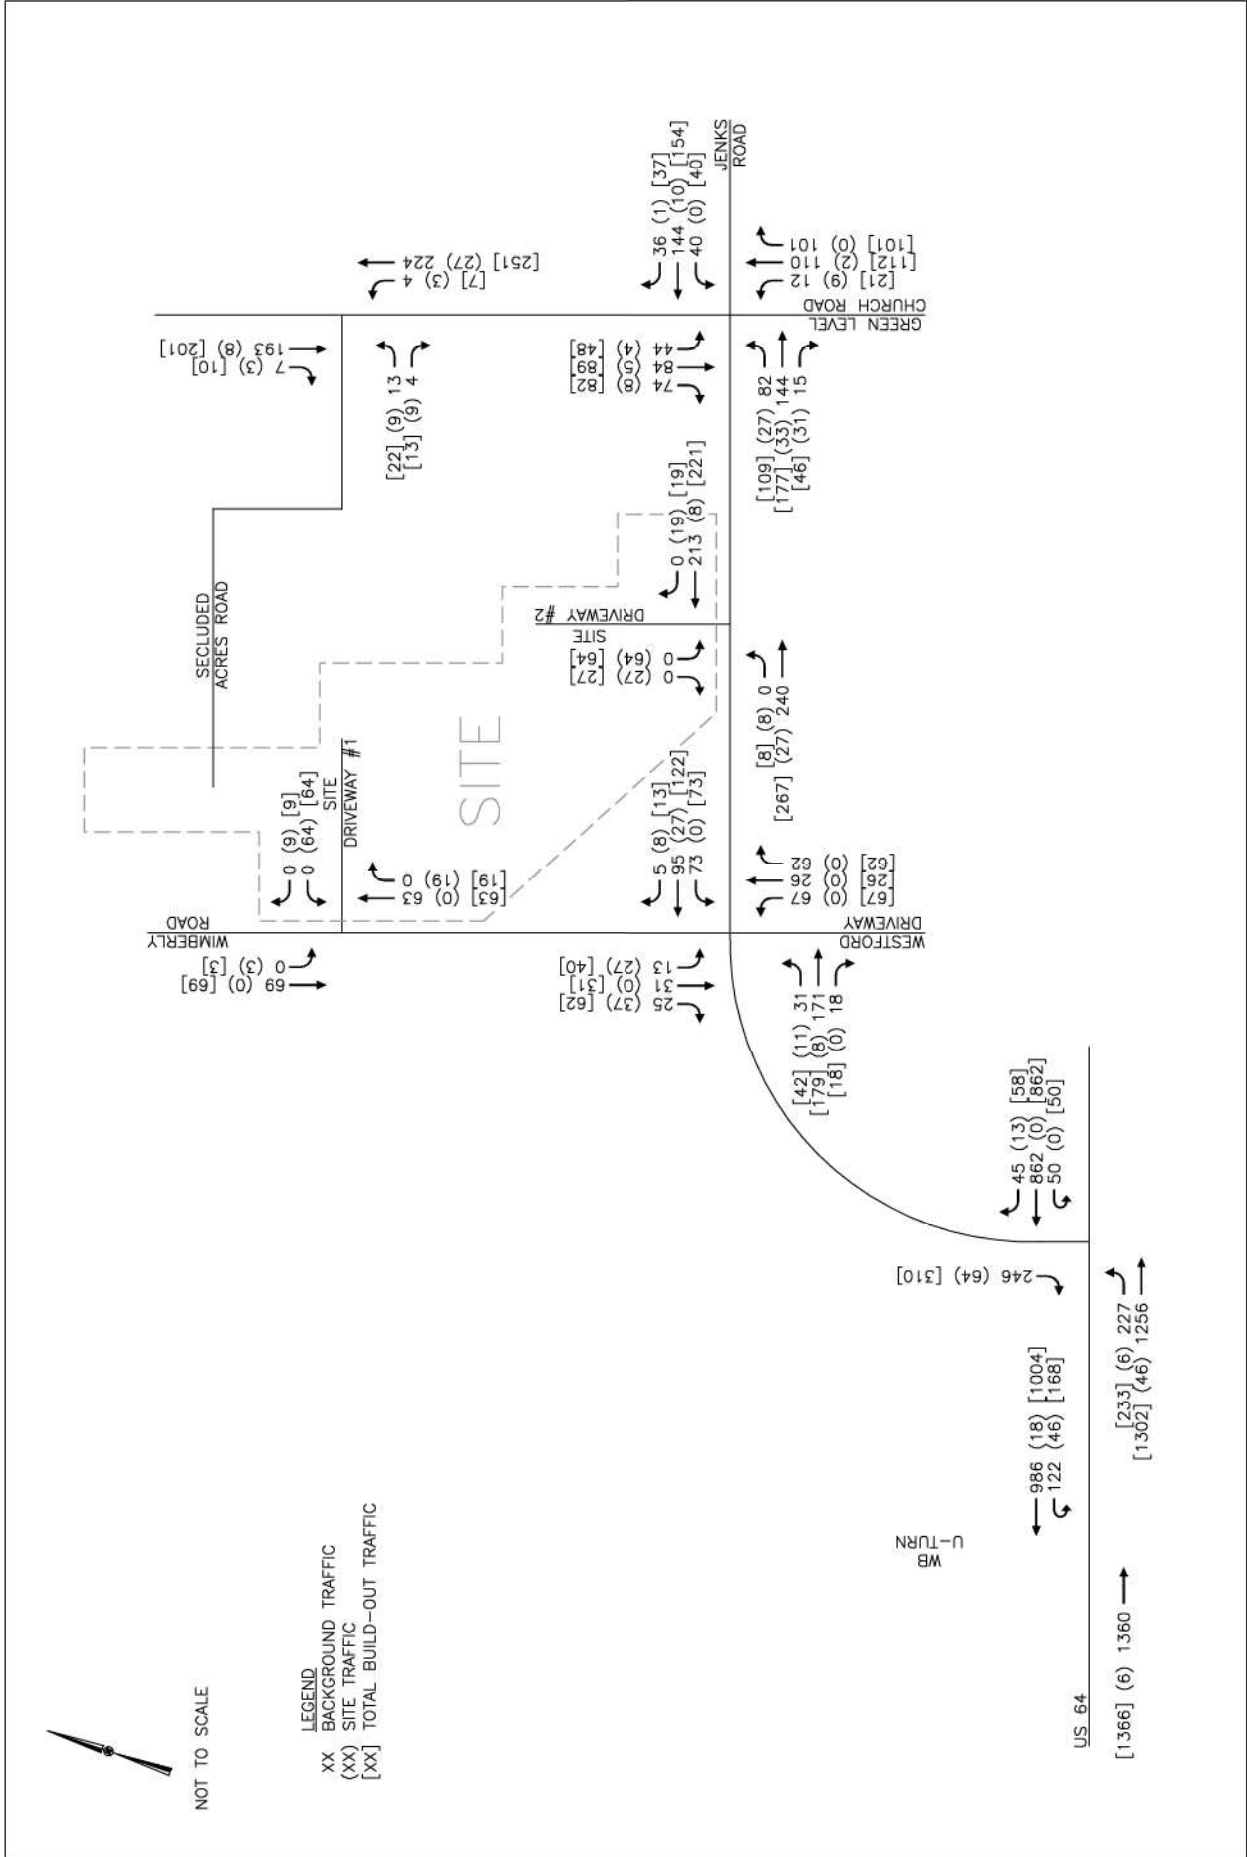 NOT TO SCALE
LEGEND
XX BACKGROUND TRAFFIC
(XX) SITE TRAFFIC
[XX] TOTAL BUILD-OUT TRAFFIC
SECLUDED
ACRES ROAD
7 (3) [10]
193 (8) [201]
[7] (3) 4
[251] (27) 224
[22] (9) 13
[13] (9) 4
WIMBERLY
ROAD
0 (9) [9]
0 (64) [64]
SITE
DRIVEWAY #1
69 (0) [69]
0 (3) [3]
[63] (0) 63
[19] (19) 0
SITE
SITE
DRIVEWAY #2
0 (27) [27]
0 (64) [64]
0 (19) [19]
213 (8) [221]
[8] (8) 0
[267] (27) 240
74 (8) [82]
84 (5) [89]
44 (4) [48]
36 (1) [37]
144 (10) [154]
40 (0) [40]
JENKS
ROAD
[109] (27) 82
[177] (33) 144
[46] (31) 15
GREEN LEVEL
CHURCH ROAD
[21] (9) 12
[112] (2) 110
[101] (0) 101
25 (37) [62]
31 (0) [31]
13 (27) [40]
5 (8) [13]
95 (27) [122]
73 (0) [73]
[42] (11) 31
[179] (8) 171
[18] (0) 18
WESTFORD
DRIVEWAY
[67] (0) 67
[26] (0) 26
[62] (0) 62
246 (64) [310]
45 (13) [58]
862 (0) [862]
50 (0) [50]
WB
U-TURN
986 (18) [1004]
122 (46) [168]
[233] (6) 227
[1302] (46) 1256
US 64
[1366] (6) 1360